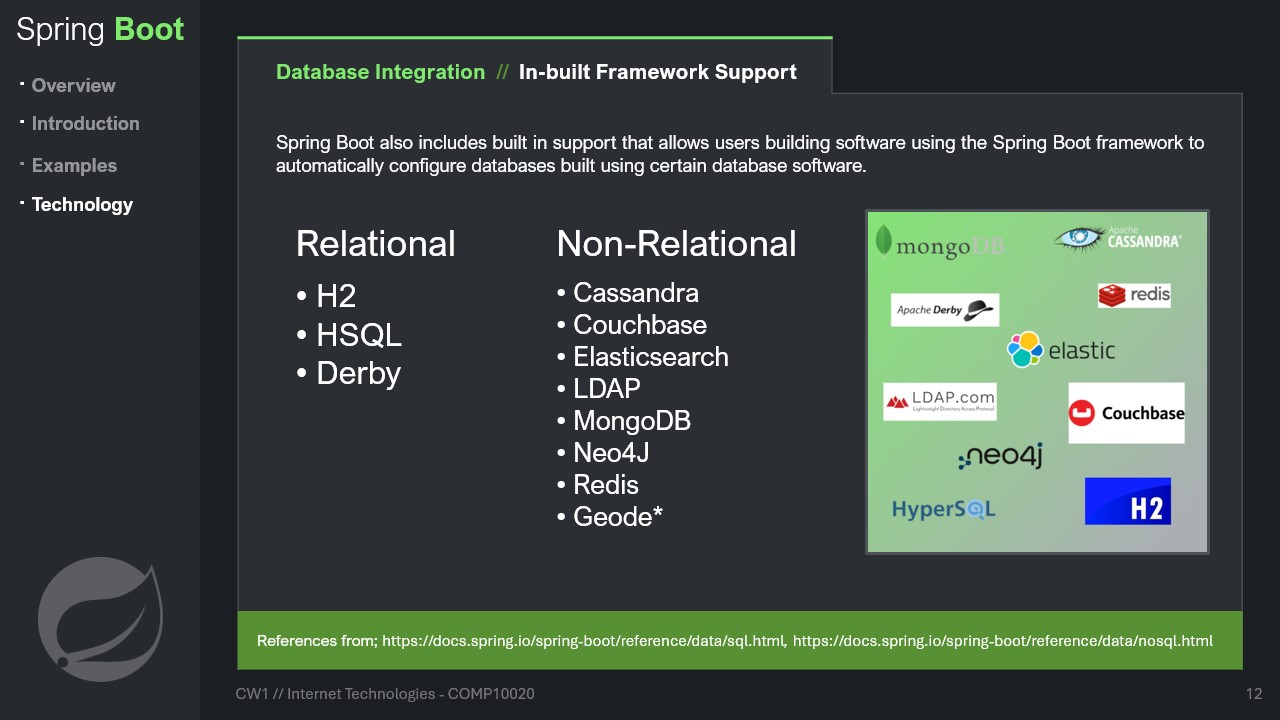 Spring Boot
Overview
Introduction
Examples
Technology
Database Integration // In-built Framework Support
Spring Boot also includes built in support that allows users building software using the Spring Boot framework to
automatically configure databases built using certain database software.
Relational
• H2
• HSQL
• Derby
Non-Relational
• Cassandra
• Couchbase
• Elasticsearch
• LDAP
• MongoDB
• Neo4J
• Redis
• Geode*
mongoDB
Apache
CASSANDRA
Apache Derby
redis
elastic
LDAP.com
Lightweight Directory Access Protocol
Couchbase
neo4j
HyperSQL
H2
References from; https://docs.spring.io/spring-boot/reference/data/sql.html, https://docs.spring.io/spring-boot/reference/data/nosql.html
CW1 // Internet Technologies - COMP10020
12